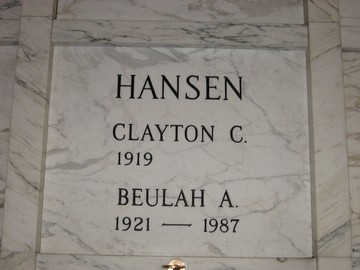 HANSEN
CLAYTON C.
1919
BEULAH A.
1921 — 1987